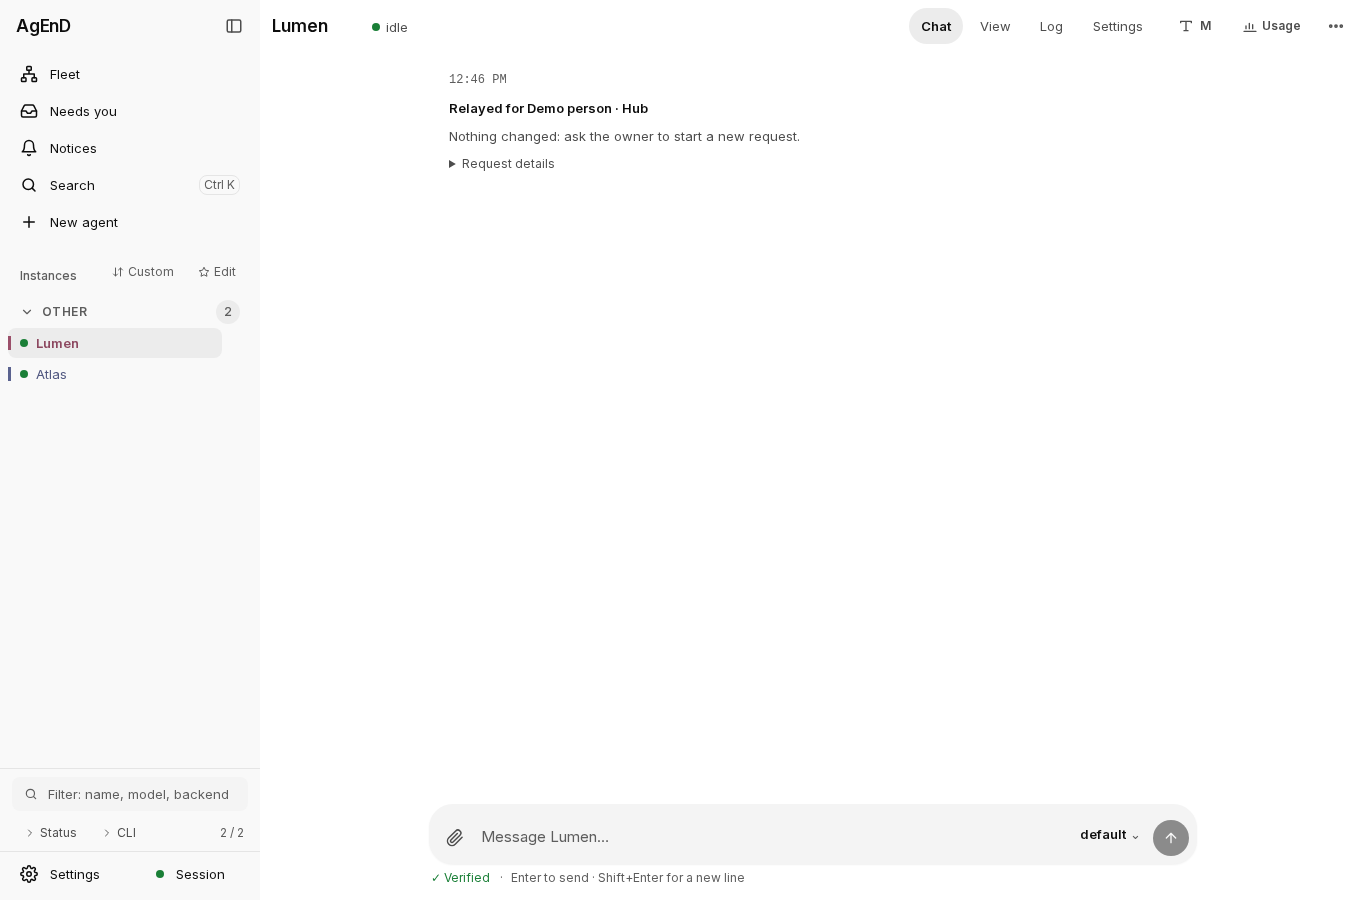 AgEnD
Fleet
Needs you
Notices
Search Ctrl K
New agent
Instances Custom Edit
OTHER 2
Lumen
Atlas
Filter: name, model, backend
Status CLI 2 / 2
Settings Session
Lumen idle Chat View Log Settings M Usage
12:46 PM
Relayed for Demo person · Hub
Nothing changed: ask the owner to start a new request.
Request details
Message Lumen... default
✓ Verified · Enter to send · Shift+Enter for a new line